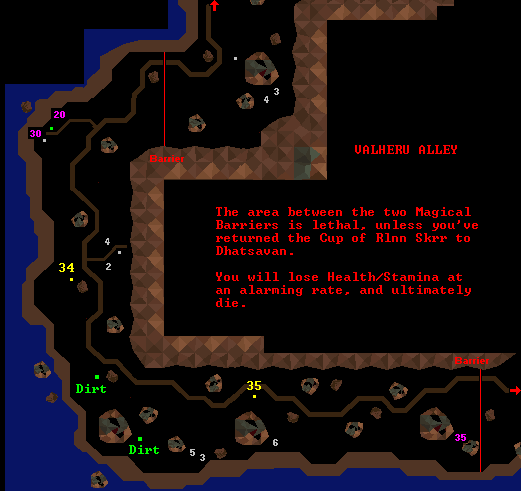 3
4
20
30
Barrier
VALHERU ALLEY
The area between the two Magical
Barriers is lethal, unless you've
returned the Cup of Rlnn Skrr to
Dhatsavan.
You will lose Health/Stamina at
an alarming rate, and ultimately
die.
4
34
2
Barrier
Dirt
35
Dirt
6
35
5
3